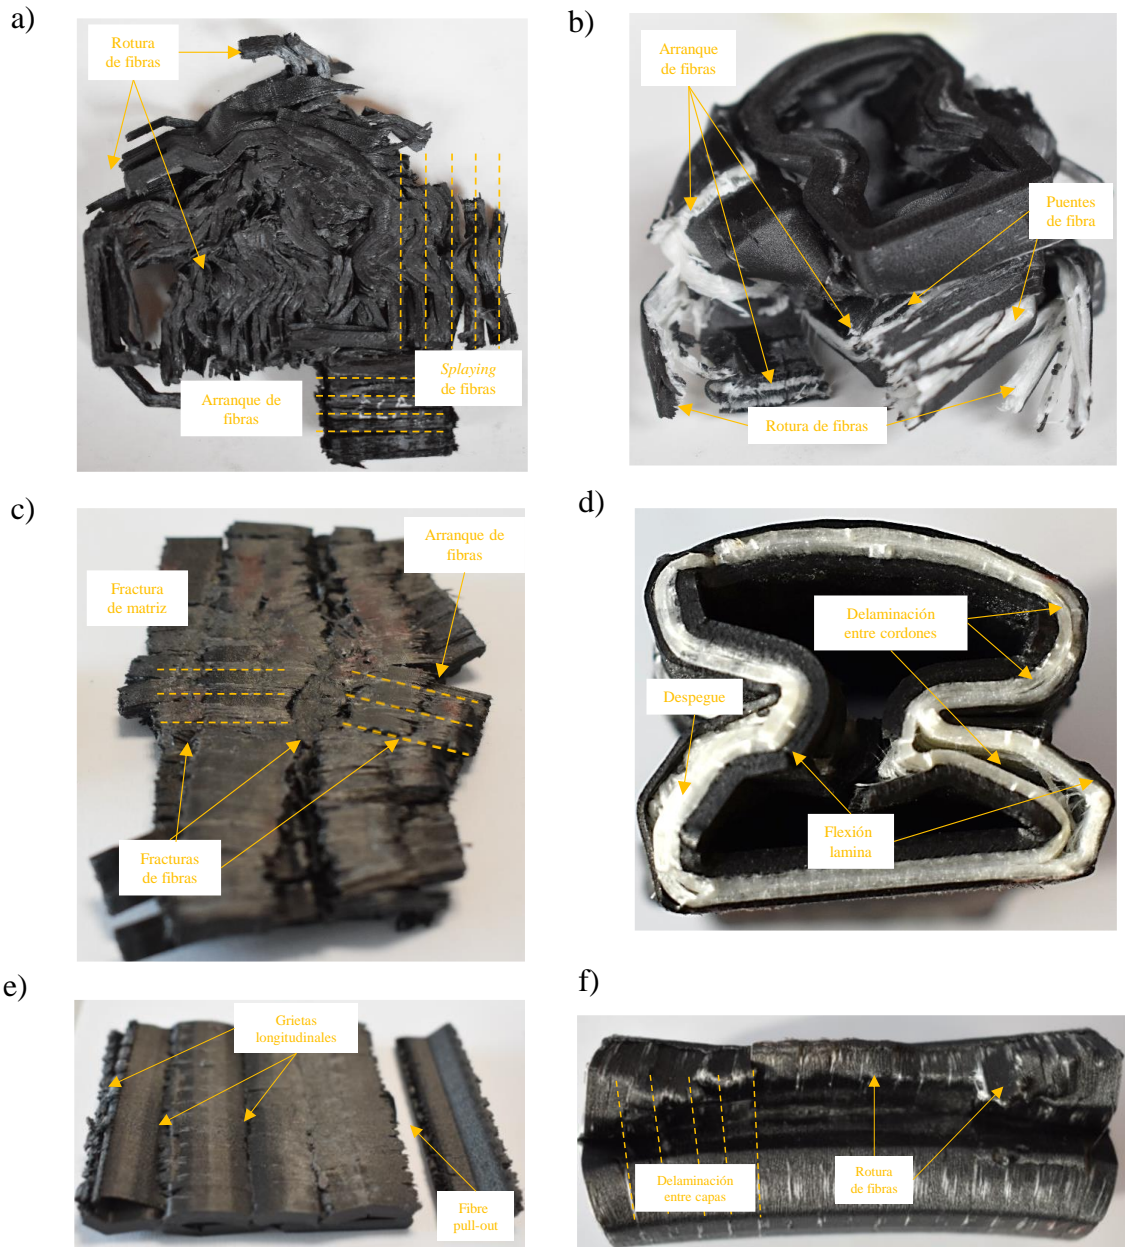 a)
Rotura
de fibras
Splaying
de fibras
Arranque de
fibras
b)
Arranque
de fibras
Puentes
de fibra
Rotura de fibras
c)
Arranque de
fibras
Fractura
de matriz
Fracturas
de fibras
d)
Delaminación
entre cordones
Despegue
Flexión
lamina
e)
Grietas
longitudinales
Fibre
pull-out
f)
Delaminación
entre capas
Rotura
de fibras